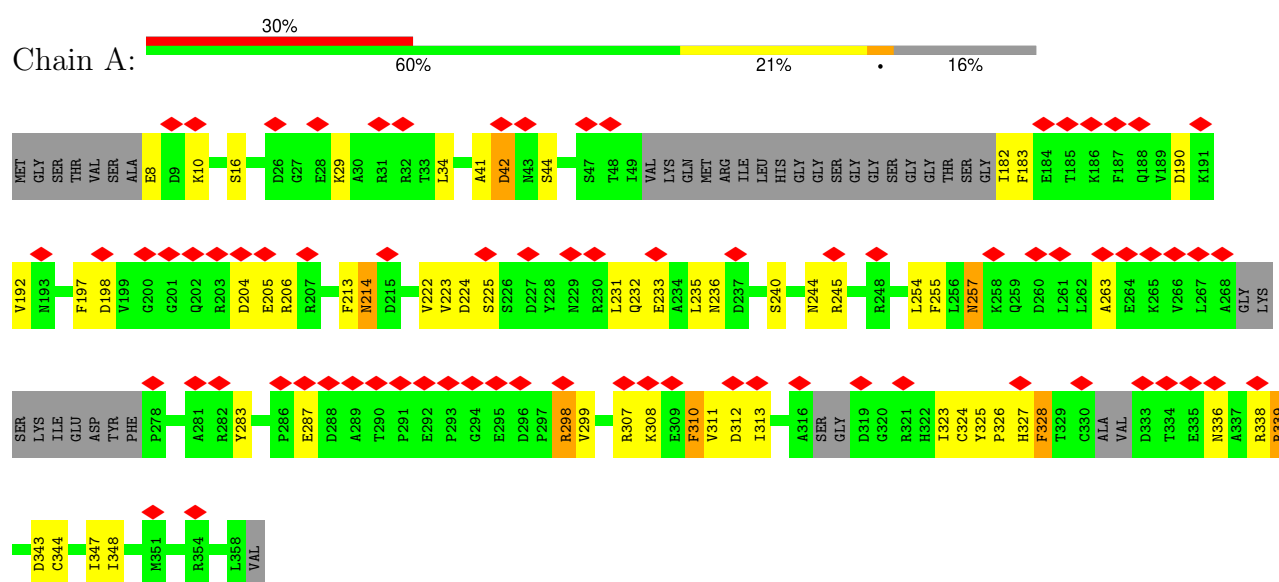 30%
Chain A:
60% 21% • 16%
MET GLY SER THR VAL SER ALA E8 D9 K10 S16 D26 G27 E28 K29 A30 R31 R32 T33 L34 A41 D42 N43 S44 S47 T48 I49 VAL LYS GLN MET ARG ILE LEU HIS GLY GLY SER GLY GLY SER GLY GLY THR SER GLY I182 F183 E184 T185 K186 F187 Q188 V189 D190 K191
V192 N193 F197 D198 V199 G200 G201 Q202 R203 D204 E205 R206 R207 F213 N214 D215 V222 V223 D224 S225 S226 D227 Y228 N229 R230 L231 Q232 E233 A234 L235 N236 D237 S240 N244 R245 R248 L254 F255 L256 N257 K258 Q259 D260 L261 L262 A263 E264 K265 V266 L267 A268 GLY LYS
SER LYS ILE GLU ASP TYR PHE P278 A281 R282 Y283 P286 E287 D288 A289 T290 P291 E292 P293 G294 E295 D296 P297 R298 V299 R307 K308 E309 F310 V311 D312 I313 A316 SER GLY D319 G320 R321 H322 I323 C324 Y325 P326 H327 F328 T329 C330 ALA VAL D333 T334 E335 N336 A337 R338 R339
D343 C344 I347 I348 M351 R354 L358 VAL